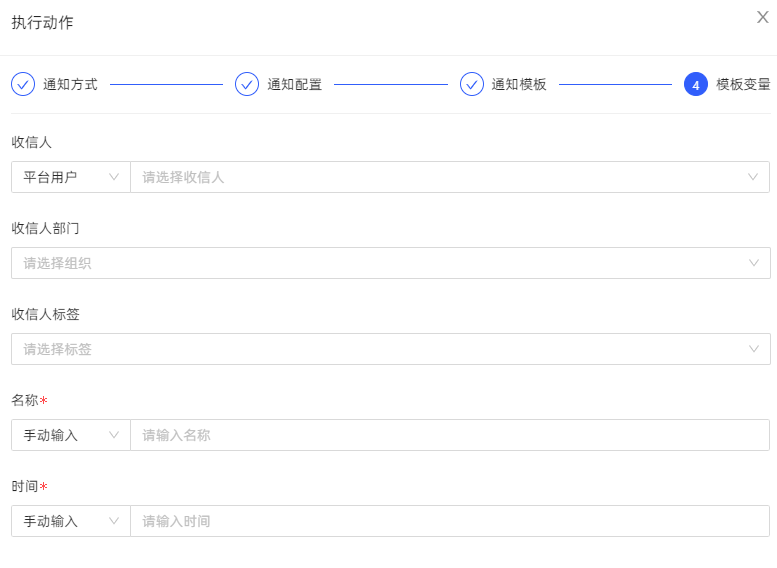 执行动作
通知方式 通知配置 通知模板 4 模板变量
收信人
平台用户 请选择收信人
收信人部门
请选择组织
收信人标签
请选择标签
名称*
手动输入 请输入名称
时间*
手动输入 请输入时间